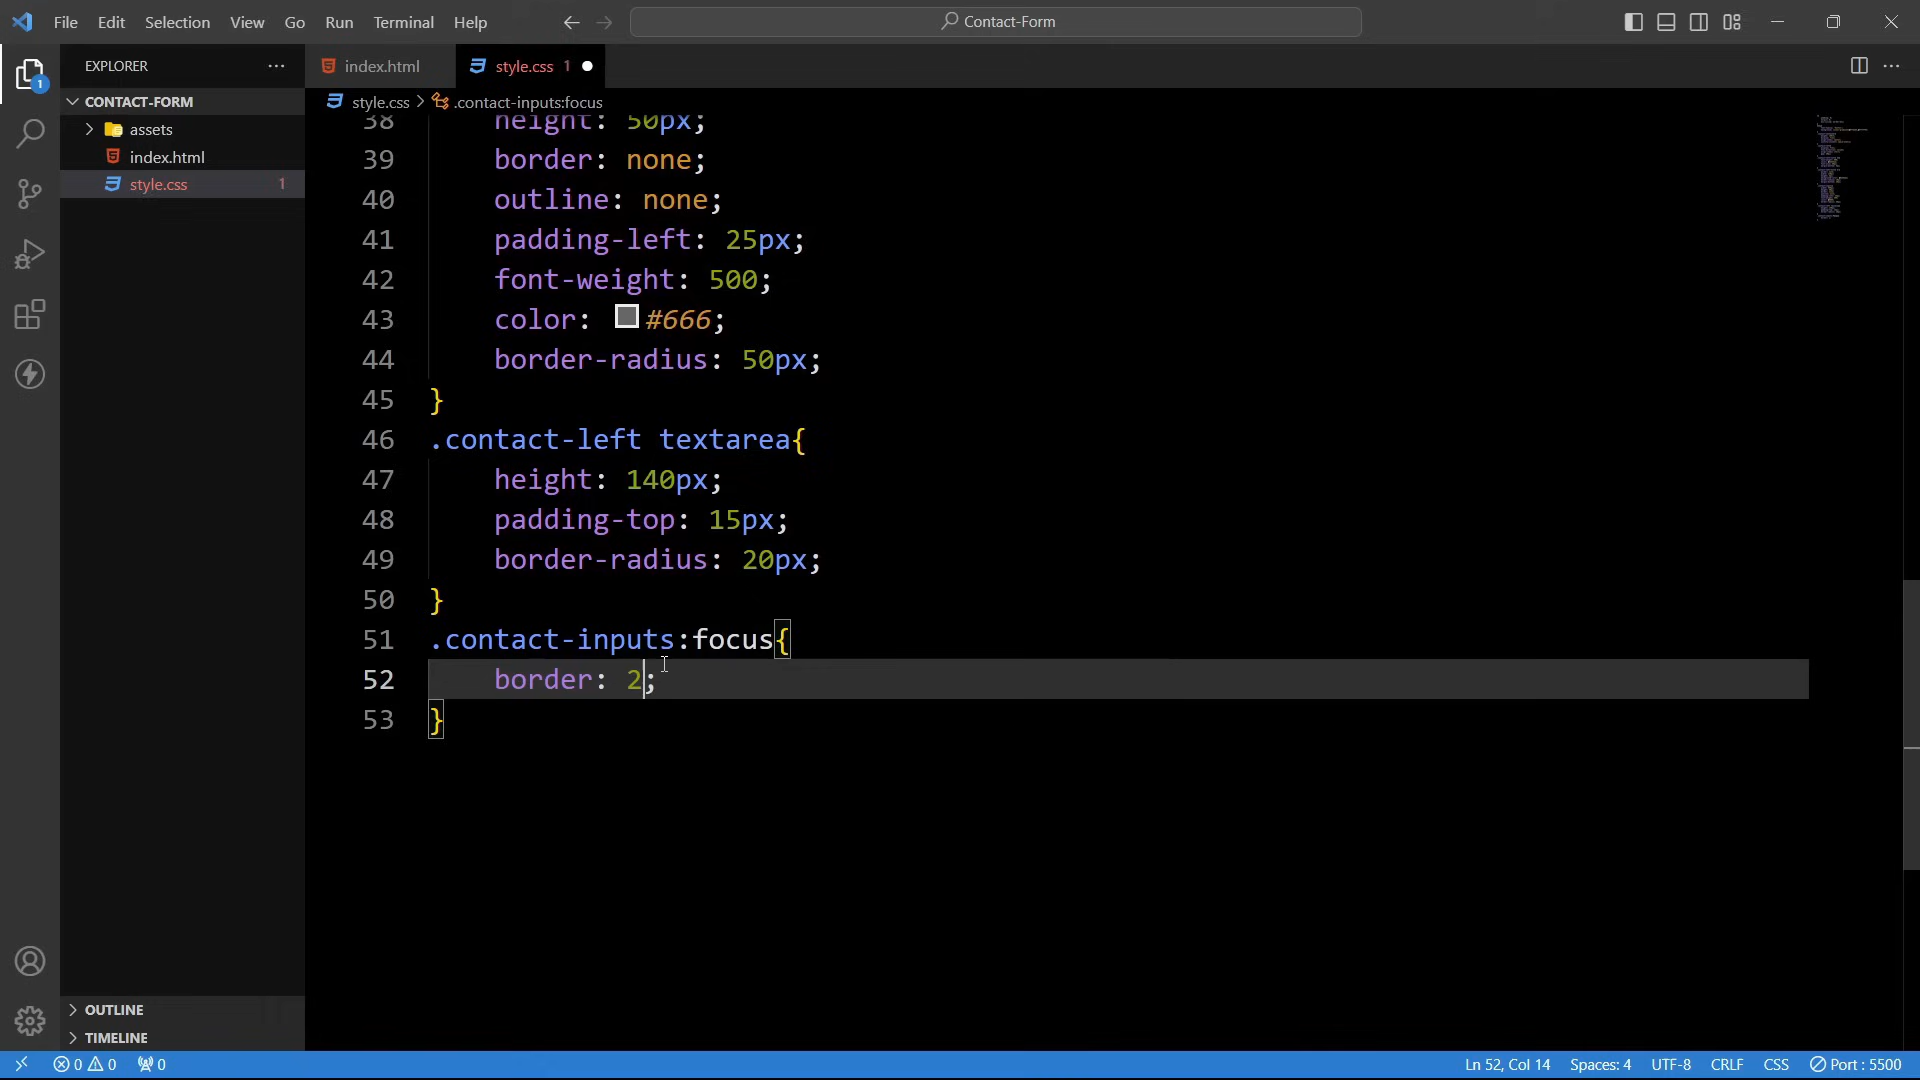 File Edit Selection View Go Run Terminal Help
Contact-Form
EXPLORER
index.html
style.css 1
CONTACT-FORM
assets
index.html
style.css 1
style.css > .contact-inputs:focus
38 height: 50px;
39 border: none;
40 outline: none;
41 padding-left: 25px;
42 font-weight: 500;
43 color: #666;
44 border-radius: 50px;
45 }
46 .contact-left textarea{
47 height: 140px;
48 padding-top: 15px;
49 border-radius: 20px;
50 }
51 .contact-inputs:focus{
52 border: 2;
53 }
1
OUTLINE
TIMELINE
0 0 0
Ln 52, Col 14 Spaces: 4 UTF-8 CRLF CSS Port : 5500